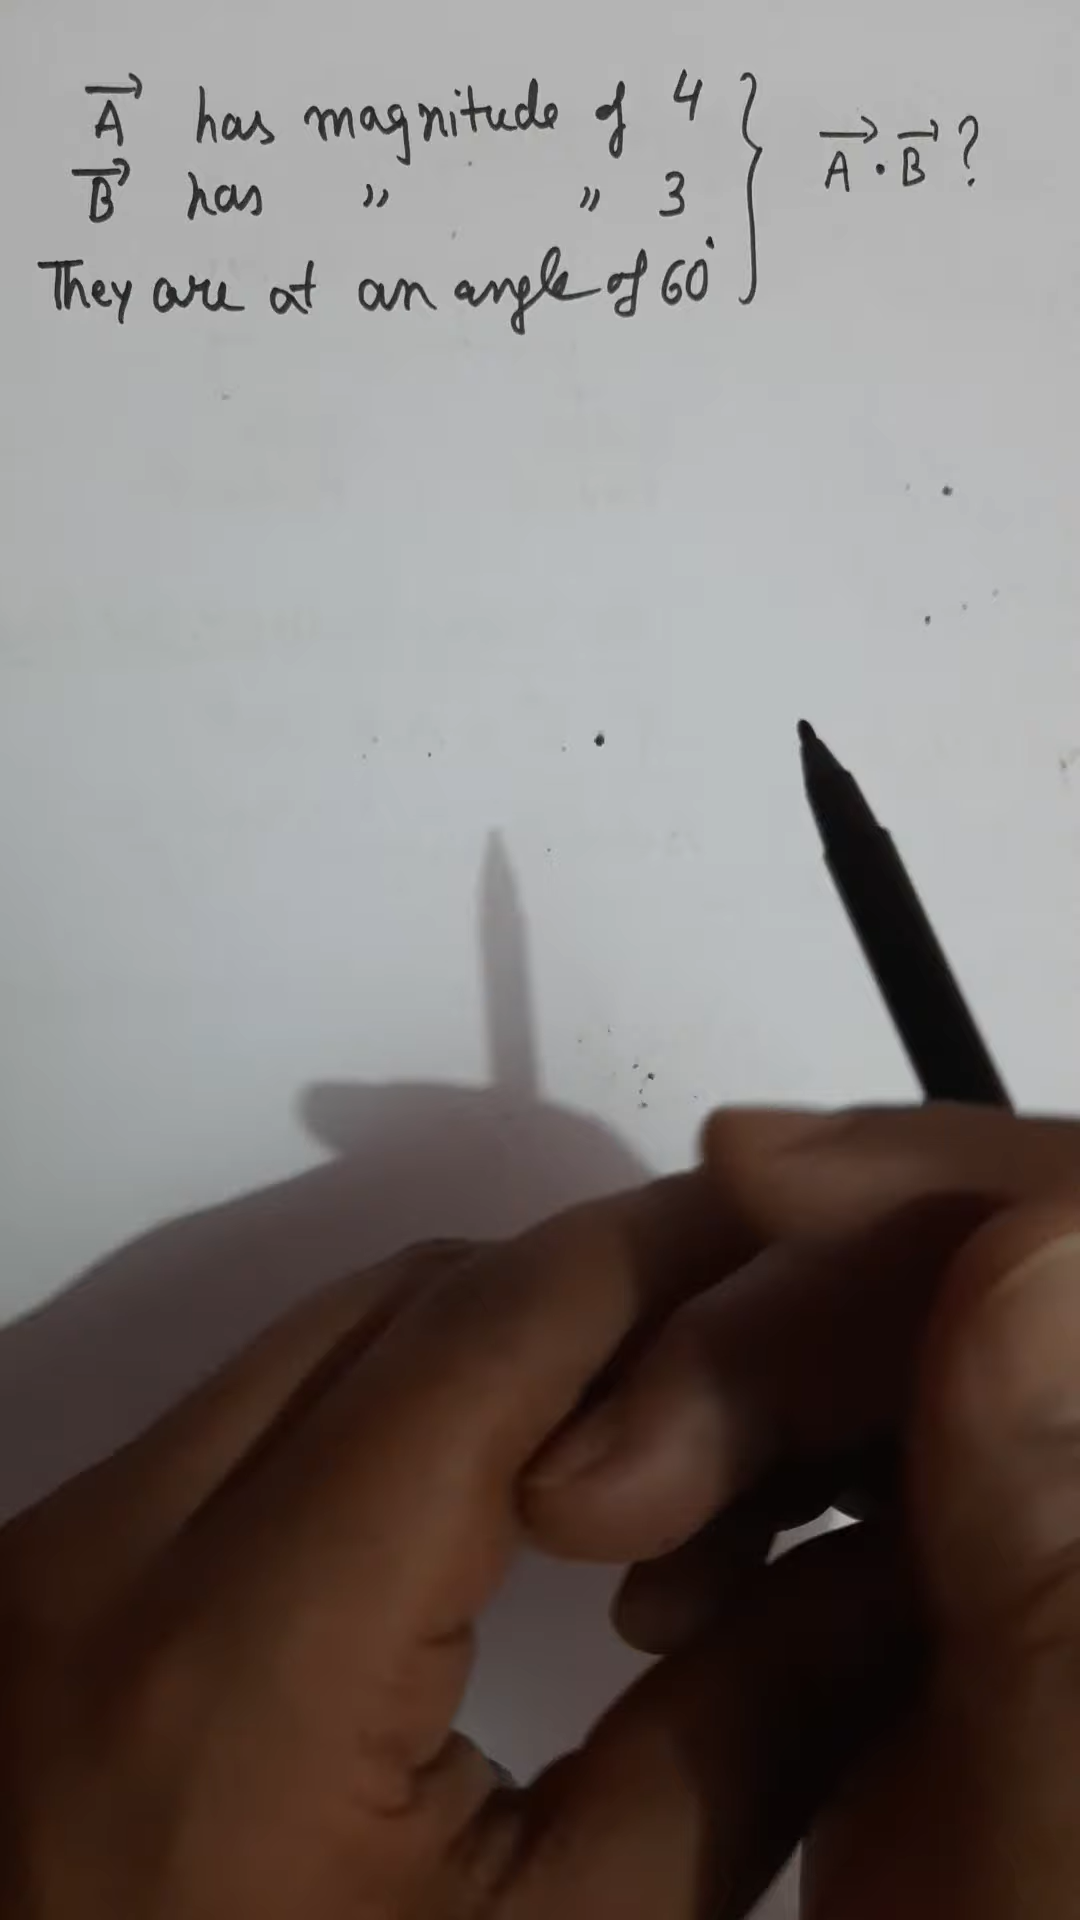 A⃗ has magnitude of 4
B⃗ has " " 3
They are at an angle of 60°
A⃗ . B⃗ ?